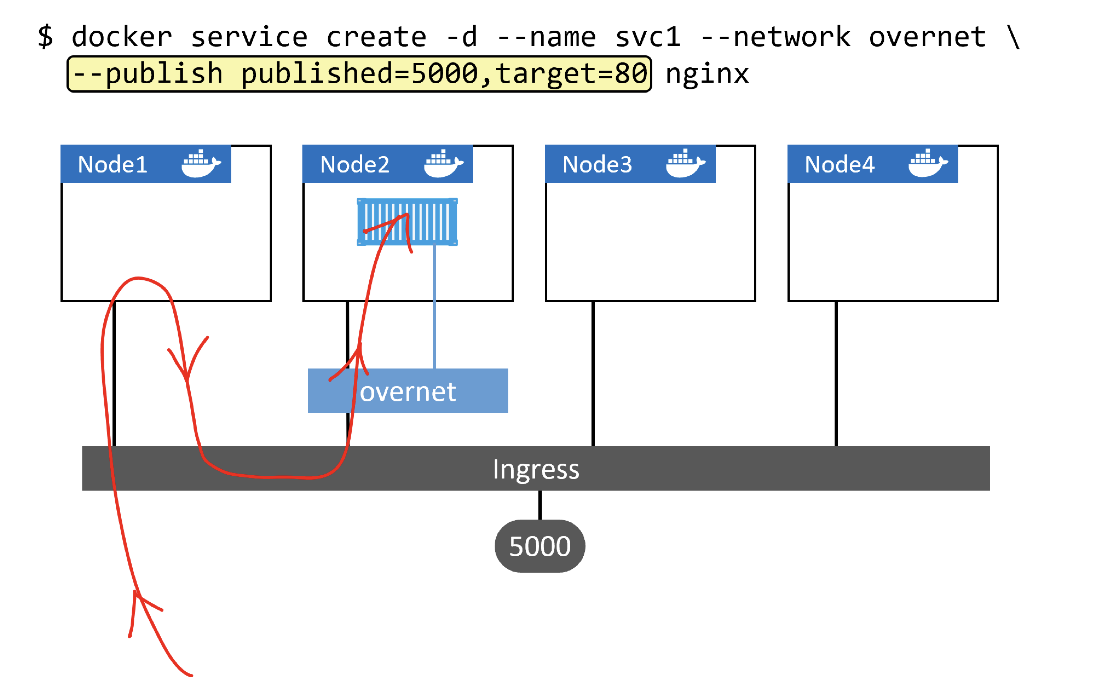 $ docker service create -d --name svc1 --network overnet \
--publish published=5000,target=80 nginx
Node1
Node2
Node3
Node4
overnet
Ingress
5000